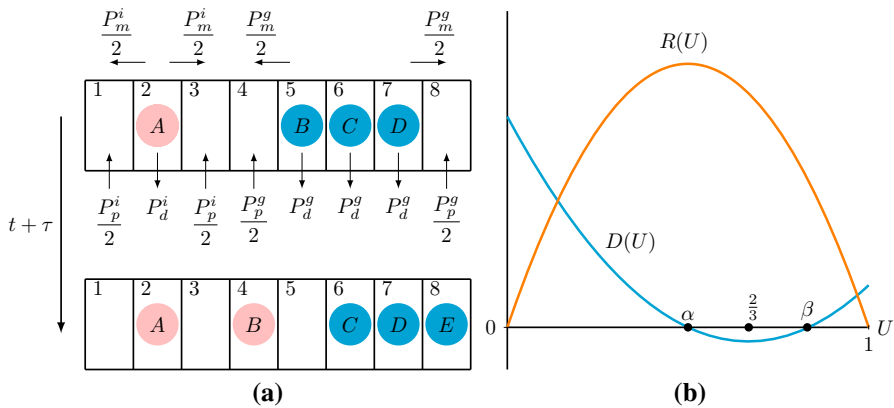 P_m^i/2 P_m^i/2 P_m^g/2 P_m^g/2
1 2 3 4 5 6 7 8
A B C D
t + τ
P_p^i/2 P_d^i P_p^i/2 P_p^g/2 P_d^g P_d^g P_d^g P_p^g/2
1 2 3 4 5 6 7 8
A B C D E
(a)
R(U)
D(U)
α 2/3 β
0 U
1
(b)